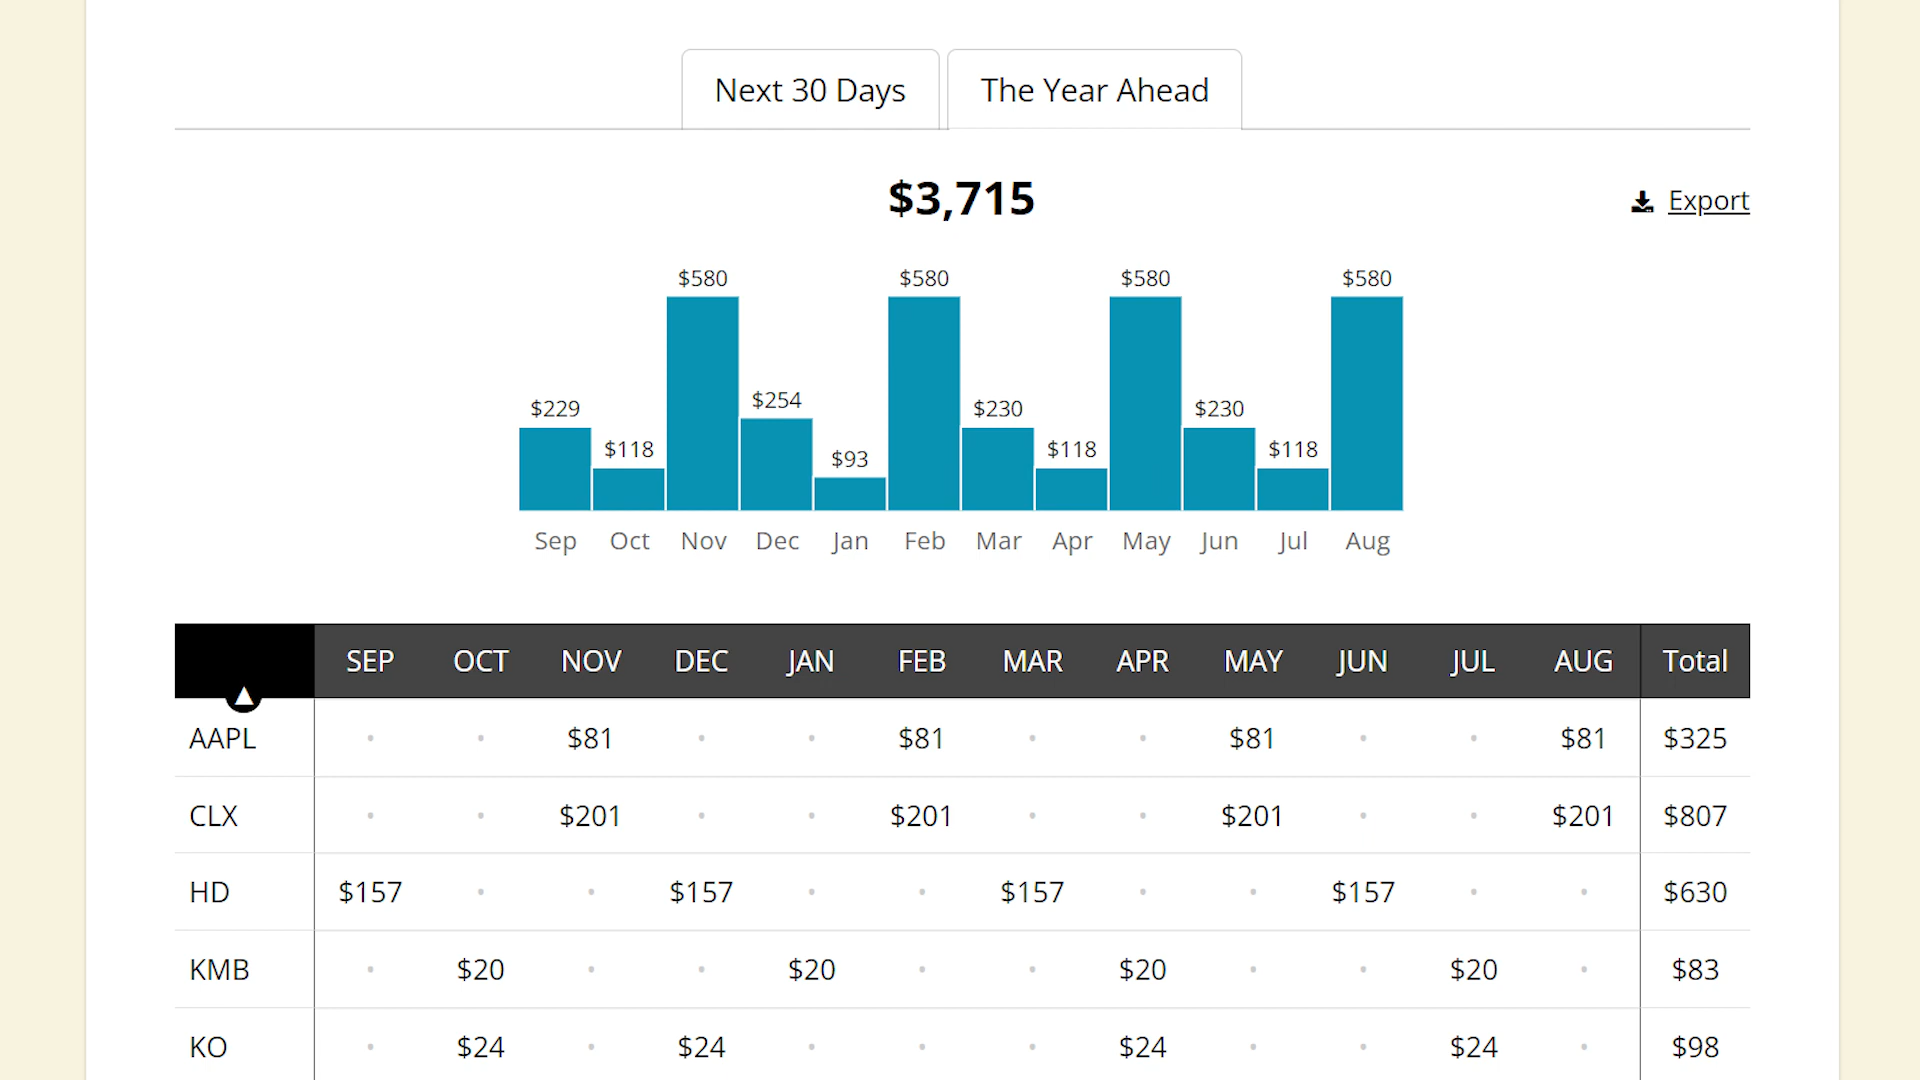 Next 30 Days The Year Ahead
$3,715
Export
$580 $580 $580 $580
$229 $118 $254 $93 $230 $118 $230 $118
Sep Oct Nov Dec Jan Feb Mar Apr May Jun Jul Aug
SEP OCT NOV DEC JAN FEB MAR APR MAY JUN JUL AUG Total
AAPL $81 $81 $81 $81 $325
CLX $201 $201 $201 $201 $807
HD $157 $157 $157 $157 $630
KMB $20 $20 $20 $20 $83
KO $24 $24 $24 $24 $98